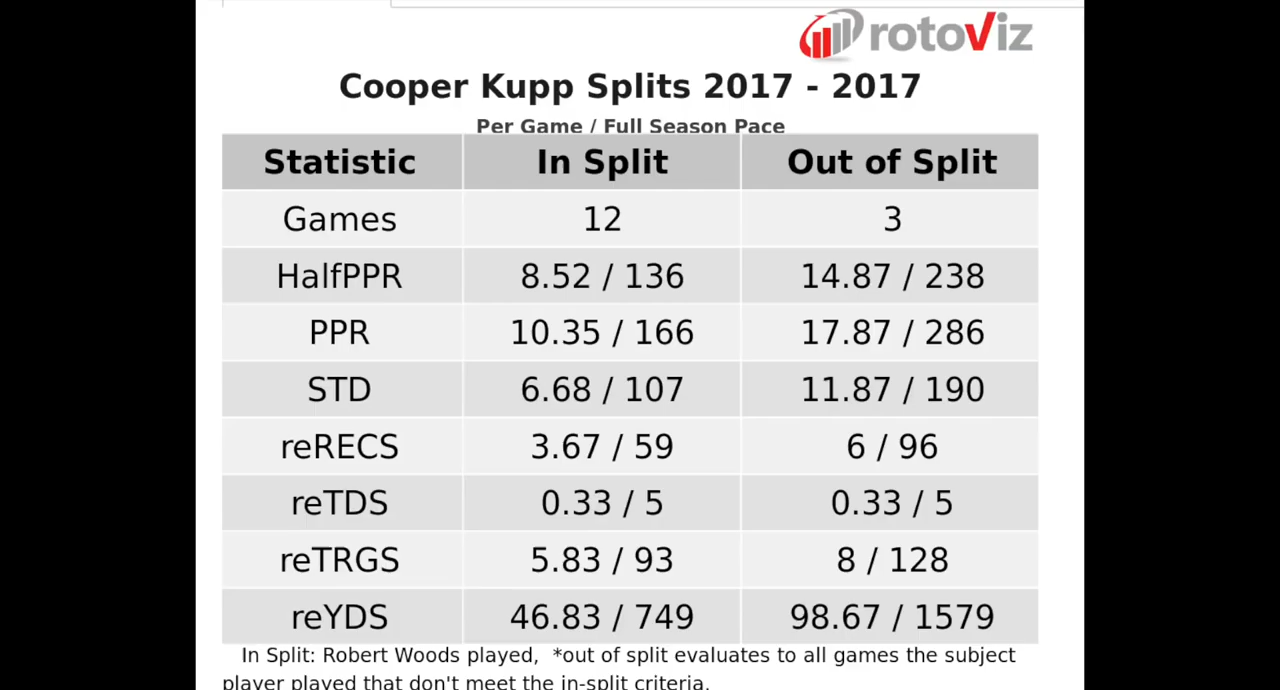 rotoViz
Cooper Kupp Splits 2017 - 2017
Per Game / Full Season Pace
Statistic In Split Out of Split
Games 12 3
HalfPPR 8.52 / 136 14.87 / 238
PPR 10.35 / 166 17.87 / 286
STD 6.68 / 107 11.87 / 190
reRECS 3.67 / 59 6 / 96
reTDS 0.33 / 5 0.33 / 5
reTRGS 5.83 / 93 8 / 128
reYDS 46.83 / 749 98.67 / 1579
In Split: Robert Woods played, *out of split evaluates to all games the subject
player played that don't meet the in-split criteria.